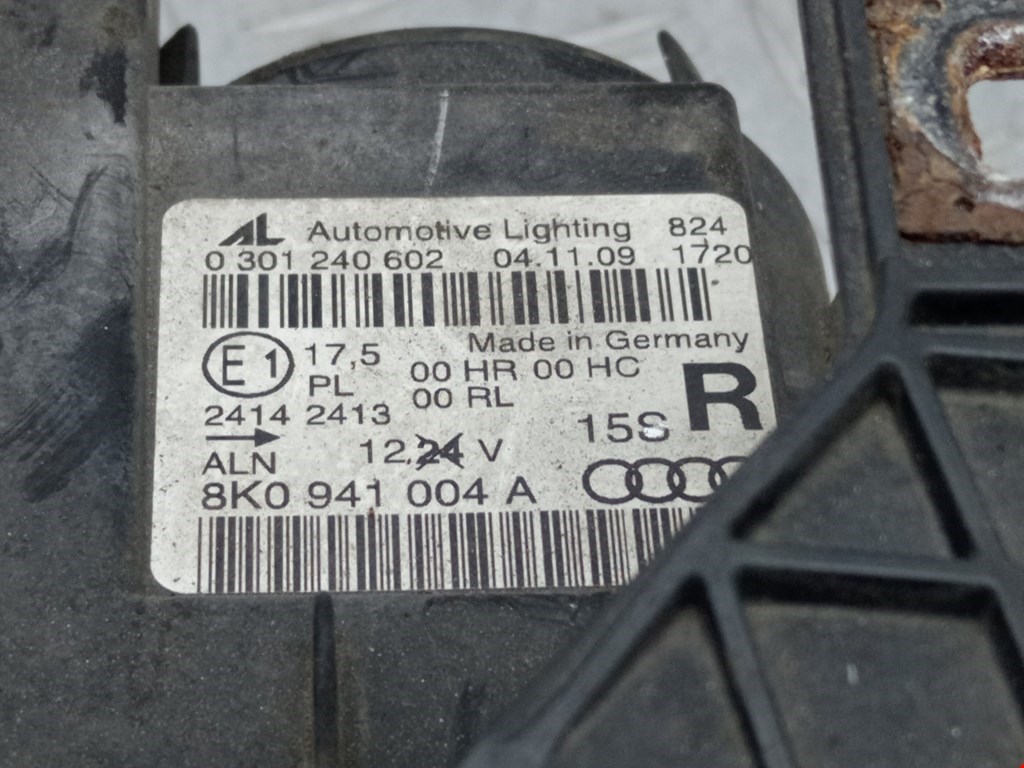 AL Automotive Lighting 824
0 301 240 602 04.11.09 1720
Made in Germany
E1 17,5 00 HR 00 HC
PL 00 RL R
2414 2413 15S
12,24 V
ALN
8K0 941 004 A